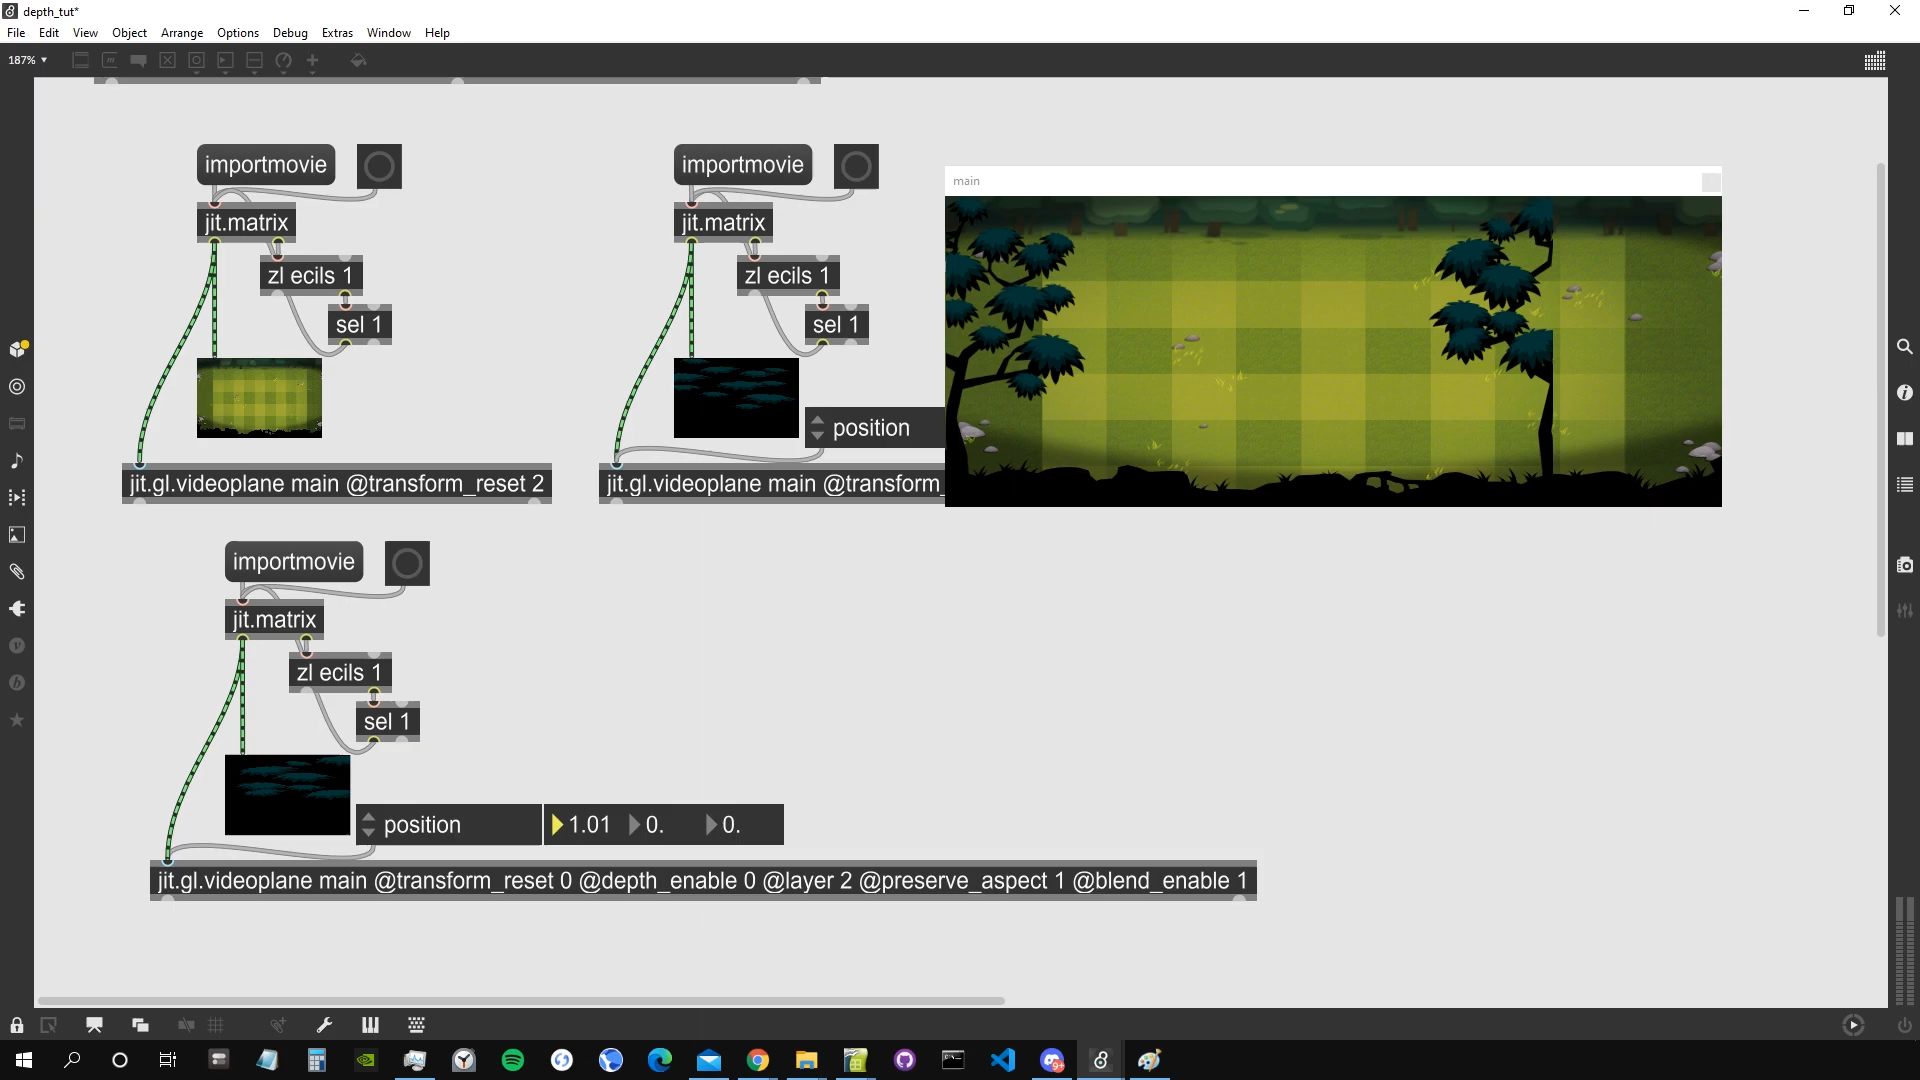 depth_tut*
File Edit View Object Arrange Options Debug Extras Window Help
187%
importmovie
jit.matrix
zl ecils 1
sel 1
jit.gl.videoplane main @transform_reset 2
importmovie
jit.matrix
zl ecils 1
sel 1
position
jit.gl.videoplane main @transform_
main
importmovie
jit.matrix
zl ecils 1
sel 1
position 1.01 0. 0.
jit.gl.videoplane main @transform_reset 0 @depth_enable 0 @layer 2 @preserve_aspect 1 @blend_enable 1